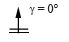 γ = 0°